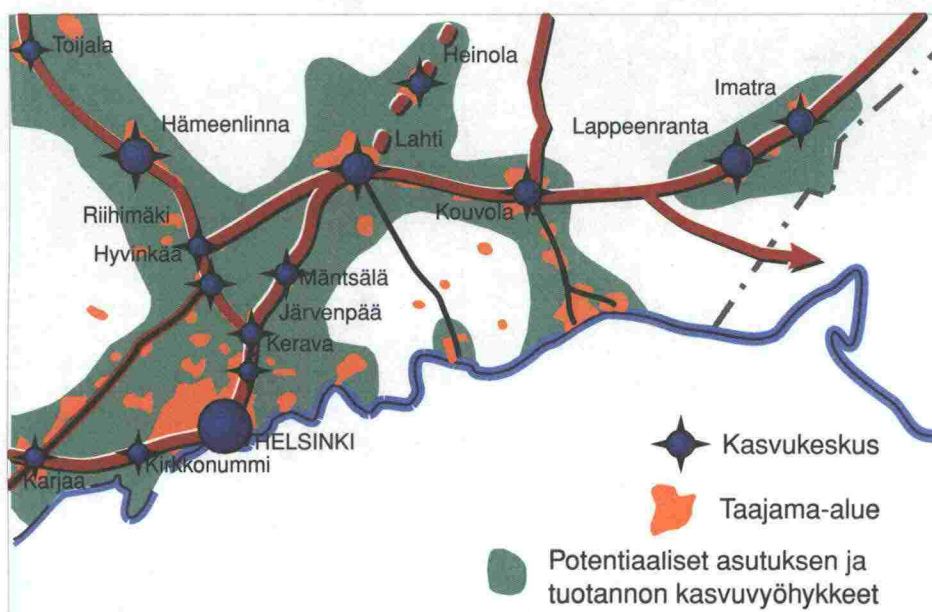 Toijala
Heinola
Imatra
Hämeenlinna
Lahti
Lappeenranta
Riihimäki
Kouvola
Hyvinkää
Mäntsälä
Järvenpää
Kerava
HELSINKI
Kirkkonummi
Karjaa
Kasvukeskus
Taajama-alue
Potentiaaliset asutuksen ja
tuotannon kasvuvyöhykkeet